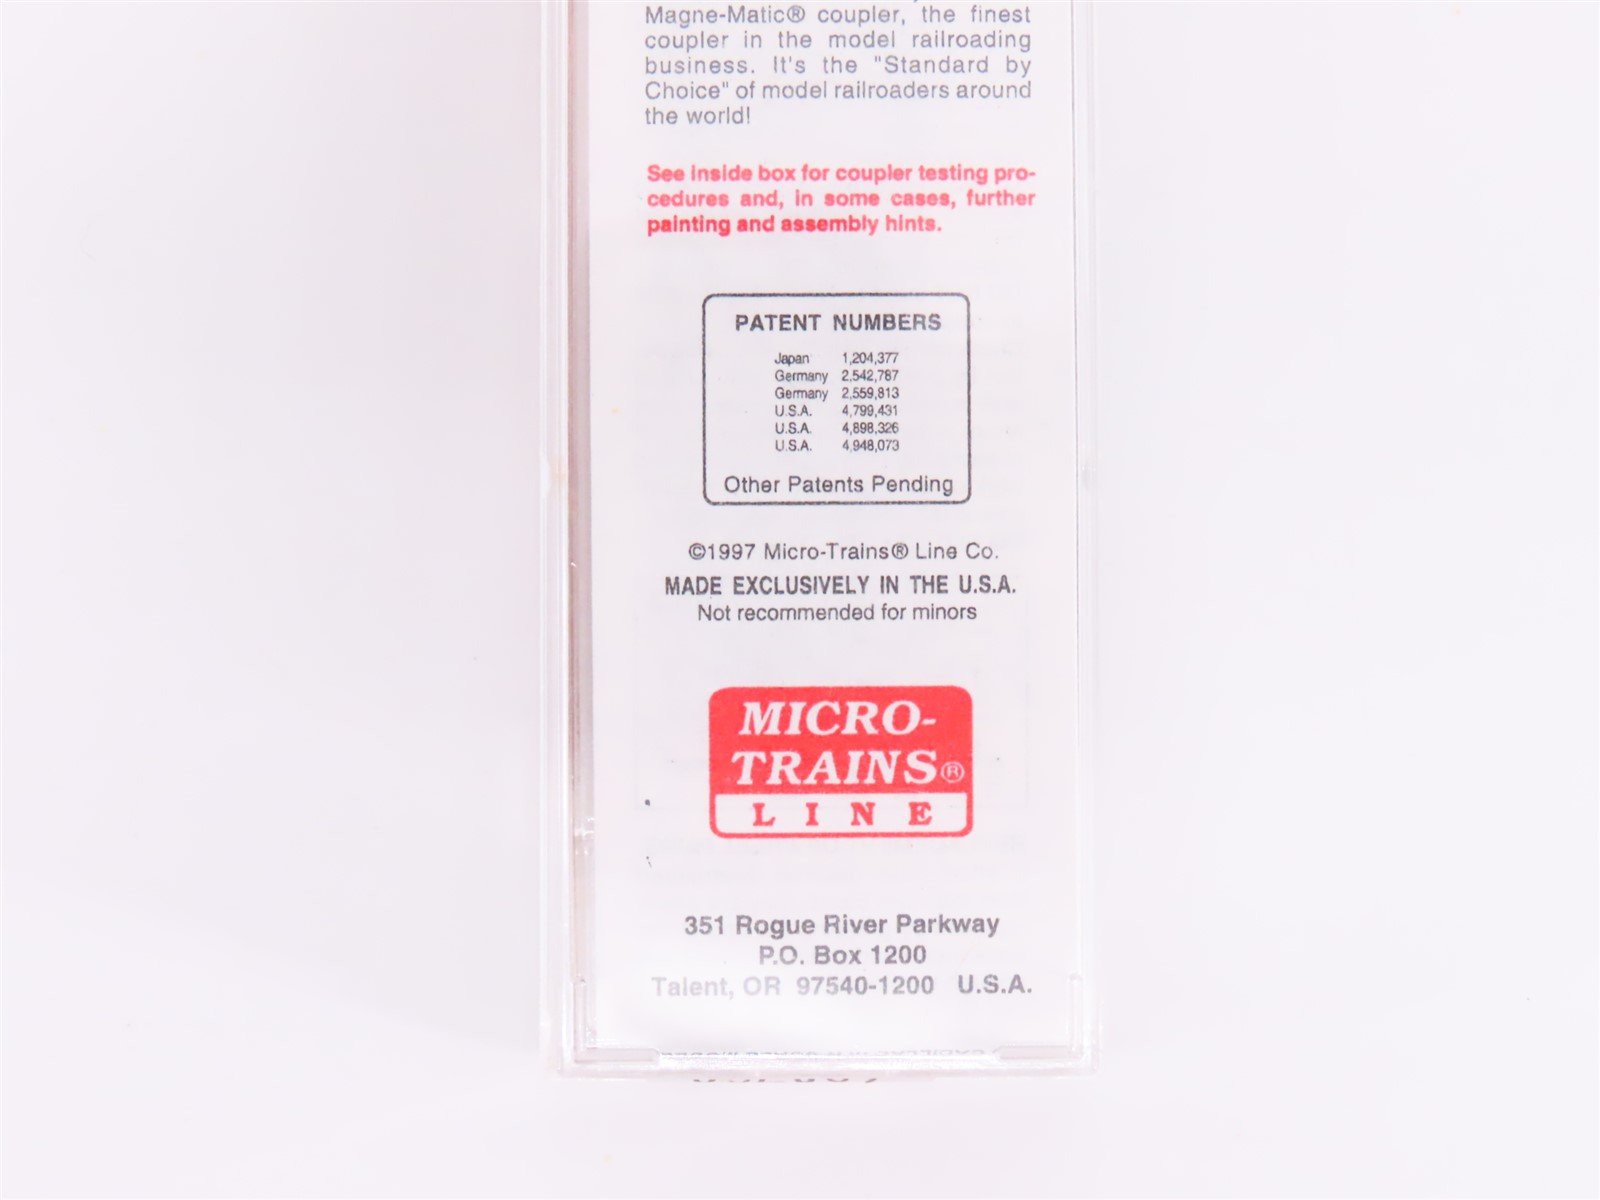 Magne-Matic® coupler, the finest
coupler in the model railroading
business. It's the "Standard by
Choice" of model railroaders around
the world!
See inside box for coupler testing pro-
cedures and, in some cases, further
painting and assembly hints.
PATENT NUMBERS
Japan 1,204,377
Germany 2,542,787
Germany 2,559,813
U.S.A. 4,799,431
U.S.A. 4,898,326
U.S.A. 4,948,073
Other Patents Pending
©1997 Micro-Trains® Line Co.
MADE EXCLUSIVELY IN THE U.S.A.
Not recommended for minors
MICRO-
TRAINS®
LINE
351 Rogue River Parkway
P.O. Box 1200
Talent, OR 97540-1200 U.S.A.